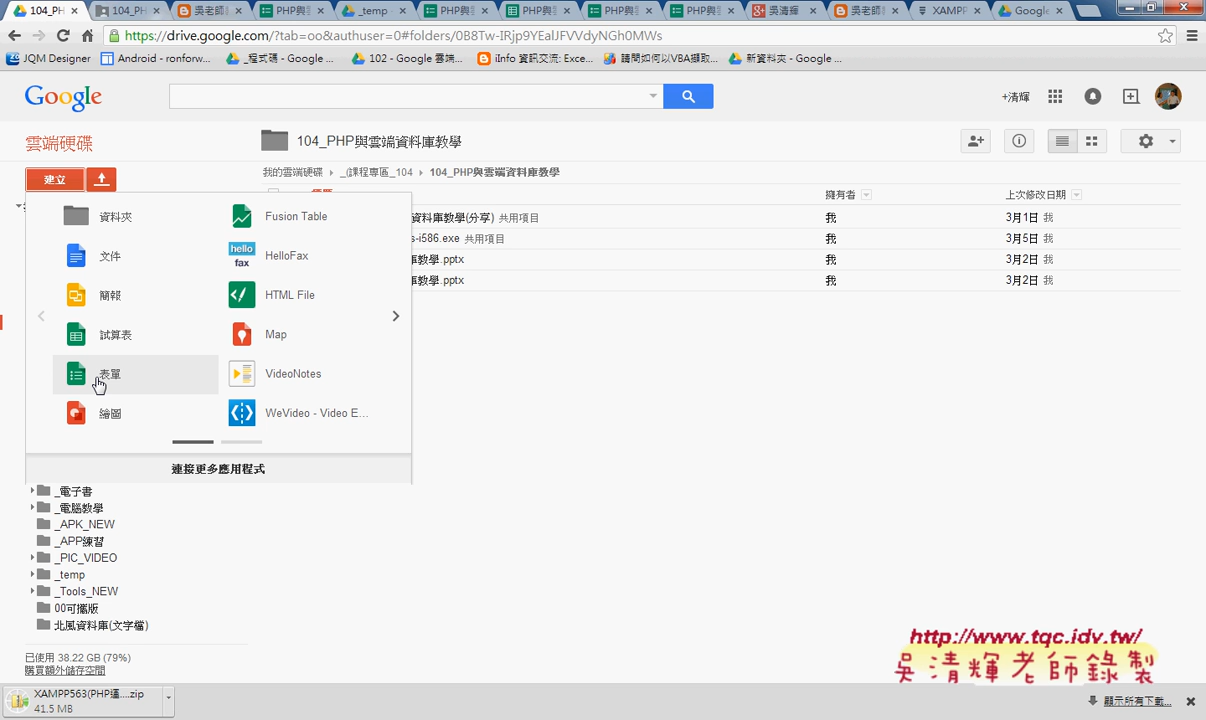 104_PH
104_PH
吳老師
PHP與
_temp
PHP與
PHP與
PHP與
PHP與
吳清輝
吳老師
XAMPP
Google
https://drive.google.com/?tab=oo&authuser=0#folders/0B8Tw-IRjp9YEalJFVVdyNGh0MWs
JQM Designer
Android - ronforw...
_程式碼 - Google ...
102 - Google 雲端...
iInfo 資訊交流: Exce...
請問如何以VBA擷取...
新資料夾 - Google ...
Google
+清輝
雲端硬碟
104_PHP與雲端資料庫教學
建立
我的雲端硬碟 › _(課程專區_104 › 104_PHP與雲端資料庫教學
擁有者
上次修改日期
資料庫教學(分享) 共用項目
我
3月1日 我
s-i586.exe 共用項目
我
3月5日 我
庫教學.pptx
我
3月2日 我
庫教學.pptx
我
3月2日 我
資料夾
Fusion Table
文件
hello fax
HelloFax
簡報
HTML File
試算表
Map
表單
VideoNotes
繪圖
WeVideo - Video E...
連接更多應用程式
_電子書
_電腦教學
_APK_NEW
_APP練習
_PIC_VIDEO
_temp
_Tools_NEW
00可攜版
北風資料庫(文字檔)
已使用 38.22 GB (79%)
購買額外儲存空間
http://www.tqc.idv.tw/
吳清輝老師錄製
XAMPP563(PHP進....zip
41.5 MB
顯示所有下載...